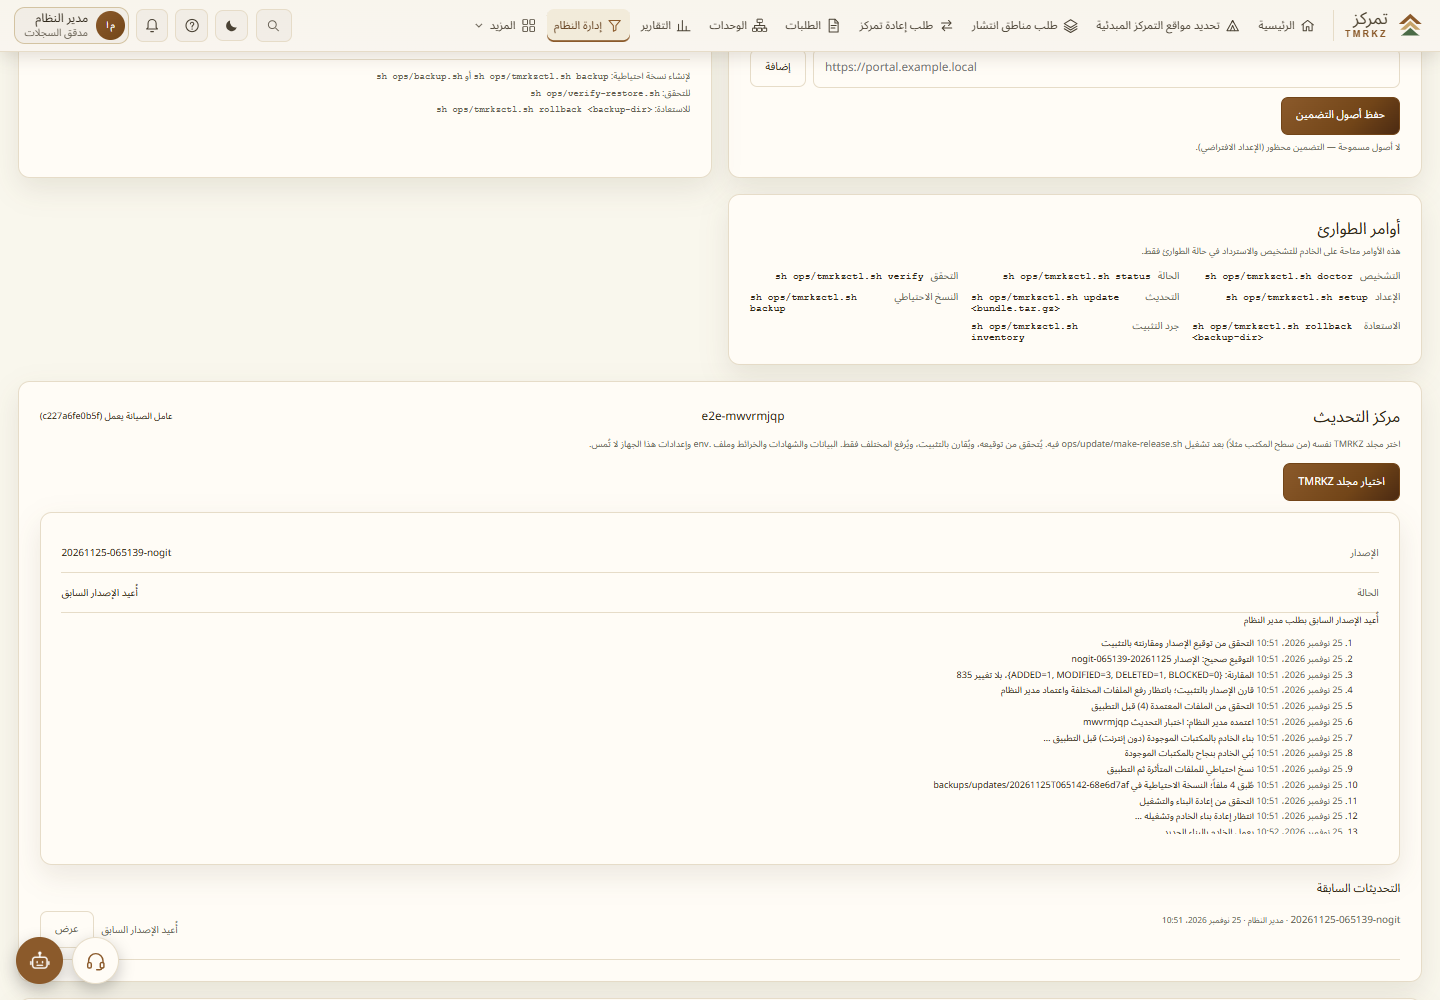 تمركز
TMRKZ
الرئيسية
تحديد مواقع التمركز المبدئية
طلب مناطق انتشار
طلب إعادة تمركز
الطلبات
الوحدات
إدارة النظام
التقارير
المزيد
م ا
مدير النظام
مدقق السجلات
https://portal.example.local
إضافة
حفظ أصول التضمين
لا أصول مسموحة — التضمين محظور (الإعداد الافتراضي).
لإنشاء نسخة احتياطية: sh ops/tmrkzctl.sh backup أو sh ops/backup.sh
للتحقق: sh ops/verify-restore.sh
للاستعادة: sh ops/tmrkzctl.sh rollback <backup-dir>
أوامر الطوارئ
هذه الأوامر متاحة على الخادم للتشخيص والاسترداد في حالة الطوارئ فقط.
التشخيص sh ops/tmrkzctl.sh doctor
الحالة sh ops/tmrkzctl.sh status
التحقق sh ops/tmrkzctl.sh verify
الإعداد sh ops/tmrkzctl.sh setup
التحديث sh ops/tmrkzctl.sh update <bundle.tar.gz>
النسخ الاحتياطي sh ops/tmrkzctl.sh backup
الاستعادة sh ops/tmrkzctl.sh rollback <backup-dir>
جرد التثبيت sh ops/tmrkzctl.sh inventory
مركز التحديث
e2e-mwvrmjqp
عامل الصيانة يعمل (c227a6fe0b5f)
اختر مجلد TMRKZ نفسه (من سطح المكتب مثلاً) بعد تشغيل ops/update/make-release.sh فيه. يُتحقق من توقيعه، ويُقارن بالتثبيت، ويُرفع المختلف فقط. البيانات والشهادات والخرائط وملف .env وإعدادات هذا الجهاز لا تُمس.
اختيار مجلد TMRKZ
الإصدار
20261125-065139-nogit
الحالة
أُعيد الإصدار السابق
أُعيد الإصدار السابق بطلب مدير النظام
1. 25 نوفمبر 2026، 10:51 التحقق من توقيع الإصدار ومقارنته بالتثبيت
2. 25 نوفمبر 2026، 10:51 التوقيع صحيح: الإصدار 20261125-065139-nogit
3. 25 نوفمبر 2026، 10:51 المقارنة: {ADDED=1, MODIFIED=3, DELETED=1, BLOCKED=0}، بلا تغيير 835
4. 25 نوفمبر 2026، 10:51 قارن الإصدار بالتثبيت؛ بانتظار رفع الملفات المختلفة واعتماد مدير النظام
5. 25 نوفمبر 2026، 10:51 التحقق من الملفات المعتمدة (4) قبل التطبيق
6. 25 نوفمبر 2026، 10:51 اعتمده مدير النظام: اختبار التحديث mwvrmjqp
7. 25 نوفمبر 2026، 10:51 بناء الخادم بالمكتبات الموجودة (دون إنترنت) قبل التطبيق ...
8. 25 نوفمبر 2026، 10:51 بُني الخادم بنجاح بالمكتبات الموجودة
9. 25 نوفمبر 2026، 10:51 نسخ احتياطي للملفات المتأثرة ثم التطبيق
10. 25 نوفمبر 2026، 10:51 طُبق 4 ملفاً؛ النسخة الاحتياطية في backups/updates/20261125T065142-68e6d7af
11. 25 نوفمبر 2026، 10:51 التحقق من إعادة البناء والتشغيل
12. 25 نوفمبر 2026، 10:51 انتظار إعادة بناء الخادم وتشغيله ...
13. 25 نوفمبر 2026، 10:52 يعمل الخادم بالبناء الجديد
التحديثات السابقة
20261125-065139-nogit · مدير النظام · 25 نوفمبر 2026، 10:51
أُعيد الإصدار السابق
عرض